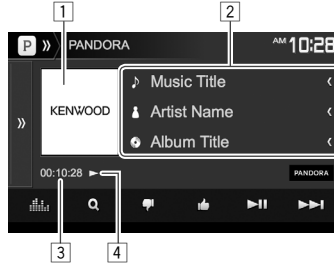 1 2
P » PANDORA AM 10:28
Music Title
KENWOOD
Artist Name
Album Title
00:10:28
PANDORA
3 4